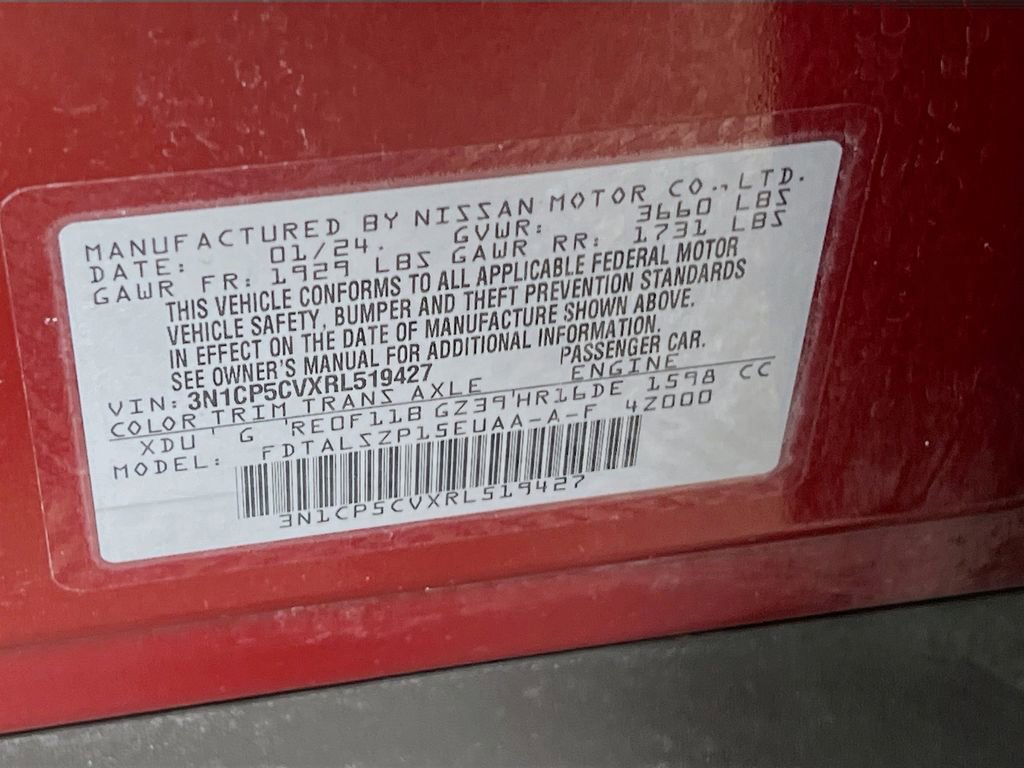 MANUFACTURED BY NISSAN MOTOR CO., LTD.
DATE: 01/24. GVWR: 3660 LBS
GAWR FR: 1929 LBS GAWR RR: 1731 LBS
THIS VEHICLE CONFORMS TO ALL APPLICABLE FEDERAL MOTOR
VEHICLE SAFETY, BUMPER AND THEFT PREVENTION STANDARDS
IN EFFECT ON THE DATE OF MANUFACTURE SHOWN ABOVE.
SEE OWNER'S MANUAL FOR ADDITIONAL INFORMATION.
VIN: 3N1CP5CVXRL519427 PASSENGER CAR.
COLOR TRIM TRANS AXLE ENGINE
XDU ' G 'RE0F11B GZ39'HR16DE 1598 CC
MODEL: FDTALSZP15EUAA-A-F 4Z000
3N1CP5CVXRL519427